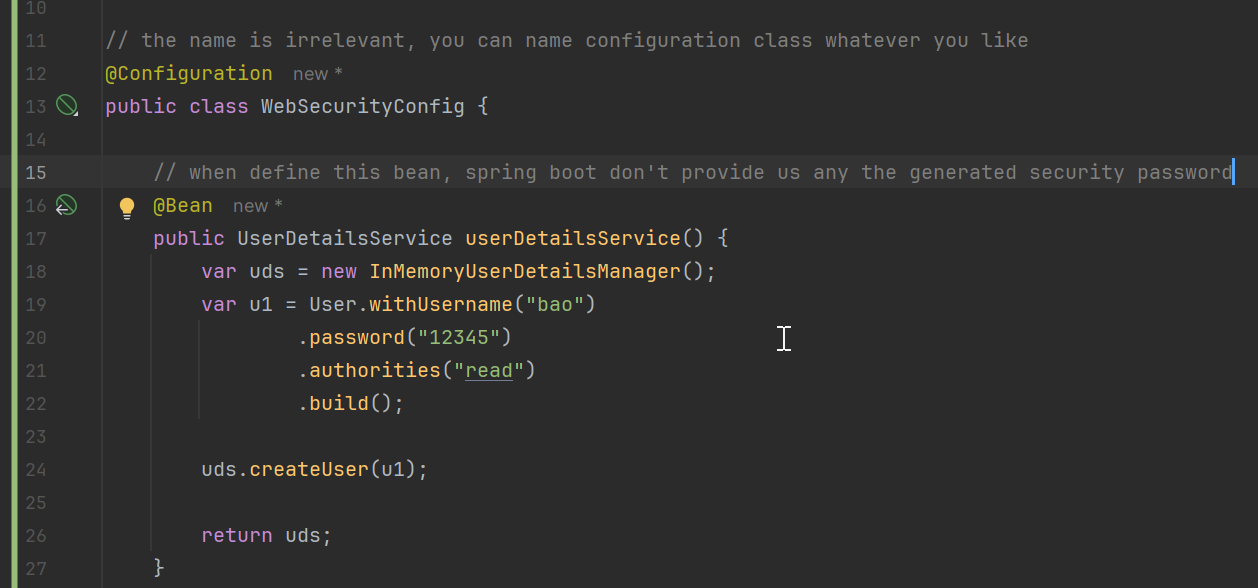 10
11 // the name is irrelevant, you can name configuration class whatever you like
12 @Configuration new *
13 public class WebSecurityConfig {
14
15 // when define this bean, spring boot don't provide us any the generated security password
16 @Bean new *
17 public UserDetailsService userDetailsService() {
18 var uds = new InMemoryUserDetailsManager();
19 var u1 = User.withUsername("bao")
20 .password("12345")
21 .authorities("read")
22 .build();
23
24 uds.createUser(u1);
25
26 return uds;
27 }